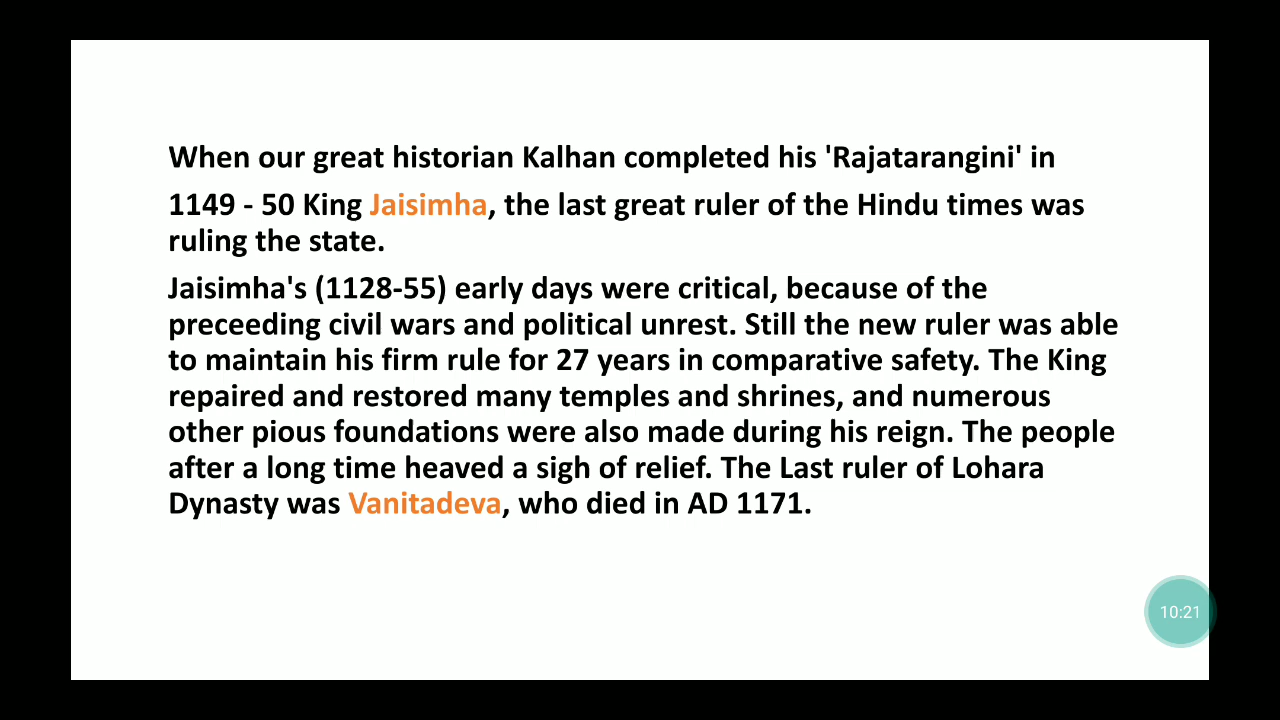 When our great historian Kalhan completed his 'Rajatarangini' in
1149 - 50 King Jaisimha, the last great ruler of the Hindu times was
ruling the state.
Jaisimha's (1128-55) early days were critical, because of the
preceeding civil wars and political unrest. Still the new ruler was able
to maintain his firm rule for 27 years in comparative safety. The King
repaired and restored many temples and shrines, and numerous
other pious foundations were also made during his reign. The people
after a long time heaved a sigh of relief. The Last ruler of Lohara
Dynasty was Vanitadeva, who died in AD 1171.
10:21